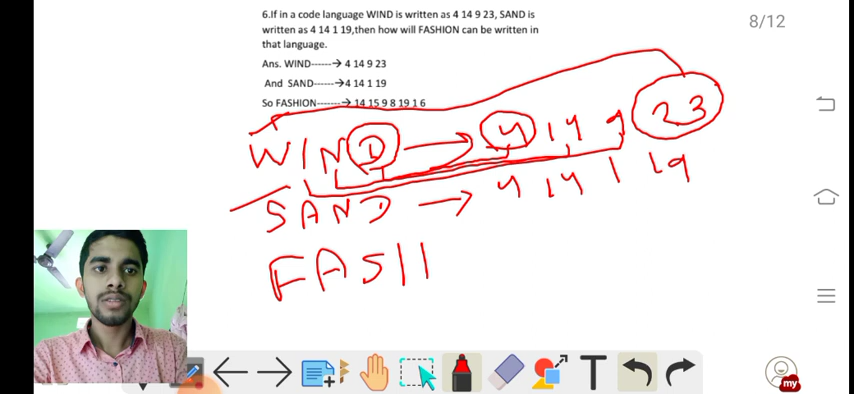 6.If in a code language WIND is written as 4 14 9 23, SAND is
written as 4 14 1 19,then how will FASHION can be written in
that language.
Ans. WIND------→ 4 14 9 23
And SAND------→4 14 1 19
So FASHION-------→ 14 15 9 8 19 1 6
8/12
WIND → 4 14 9 23
SAND → 4 14 1 19
FASH
T
my